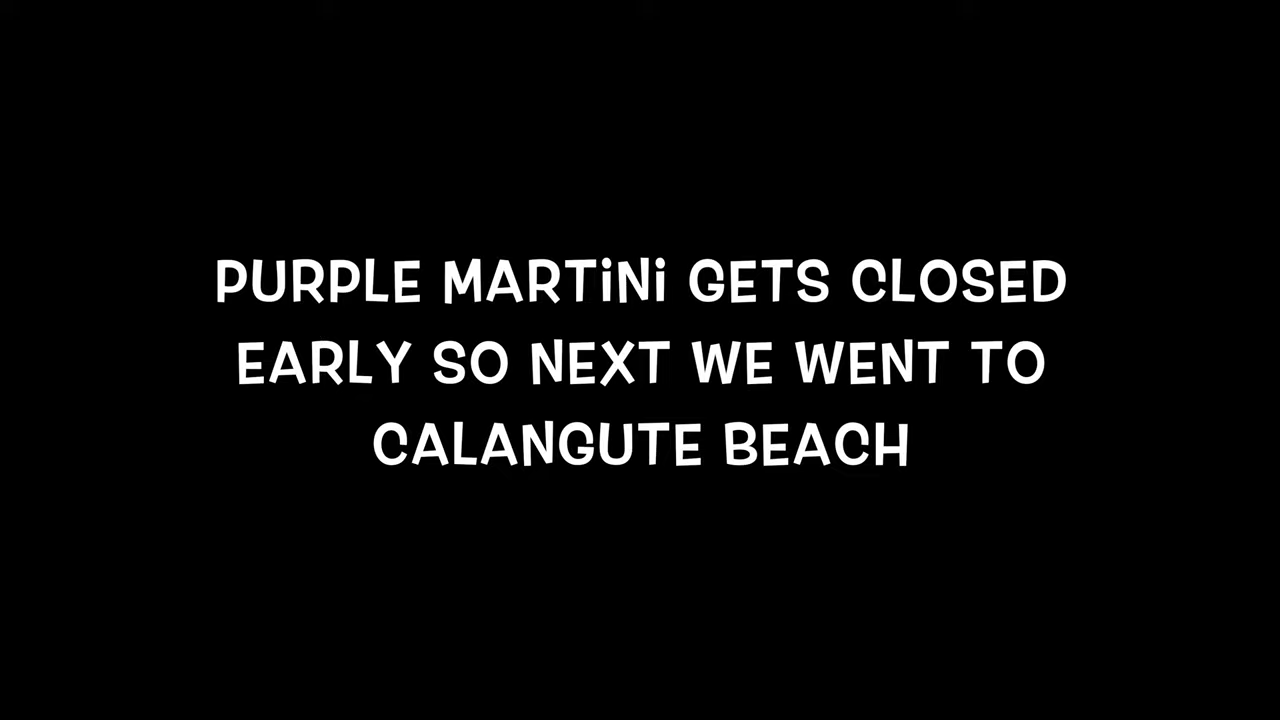 PURPLE MARTiNi GETS CLOSED
EARLY SO NEXT WE WENT TO
CALANGUTE BEACH